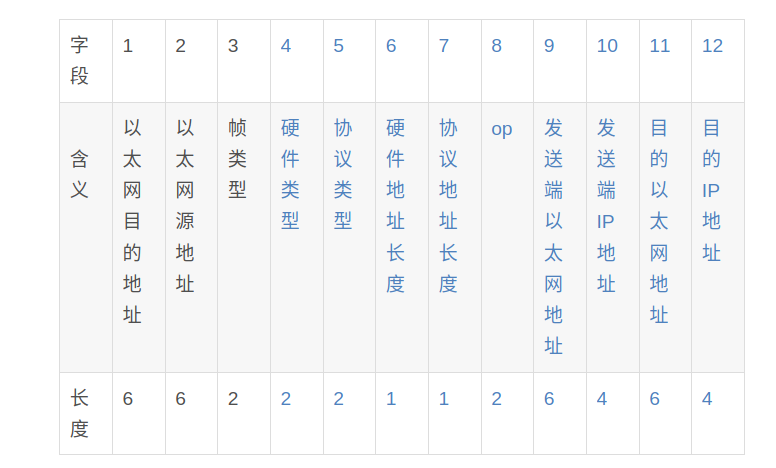 字段 1 2 3 4 5 6 7 8 9 10 11 12
含义 以太网目的地址 以太网源地址 帧类型 硬件类型 协议类型 硬件地址长度 协议地址长度 op 发送端以太网地址 发送端IP地址 目的以太网地址 目的IP地址
长度 6 6 2 2 2 1 1 2 6 4 6 4